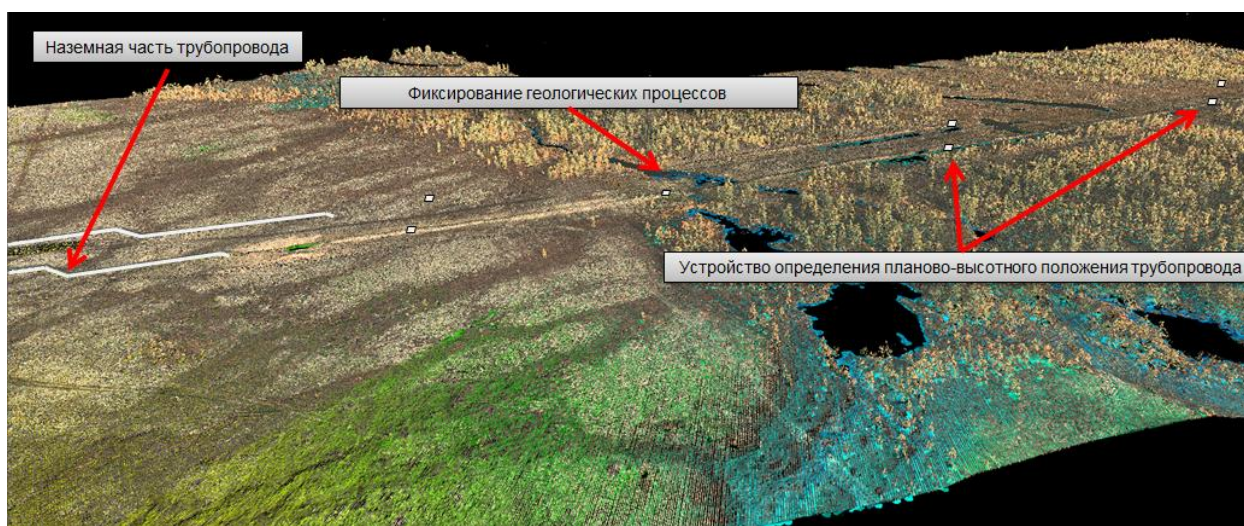 Наземная часть трубопровода
Фиксирование геологических процессов
Устройство определения планово-высотного положения трубопровода